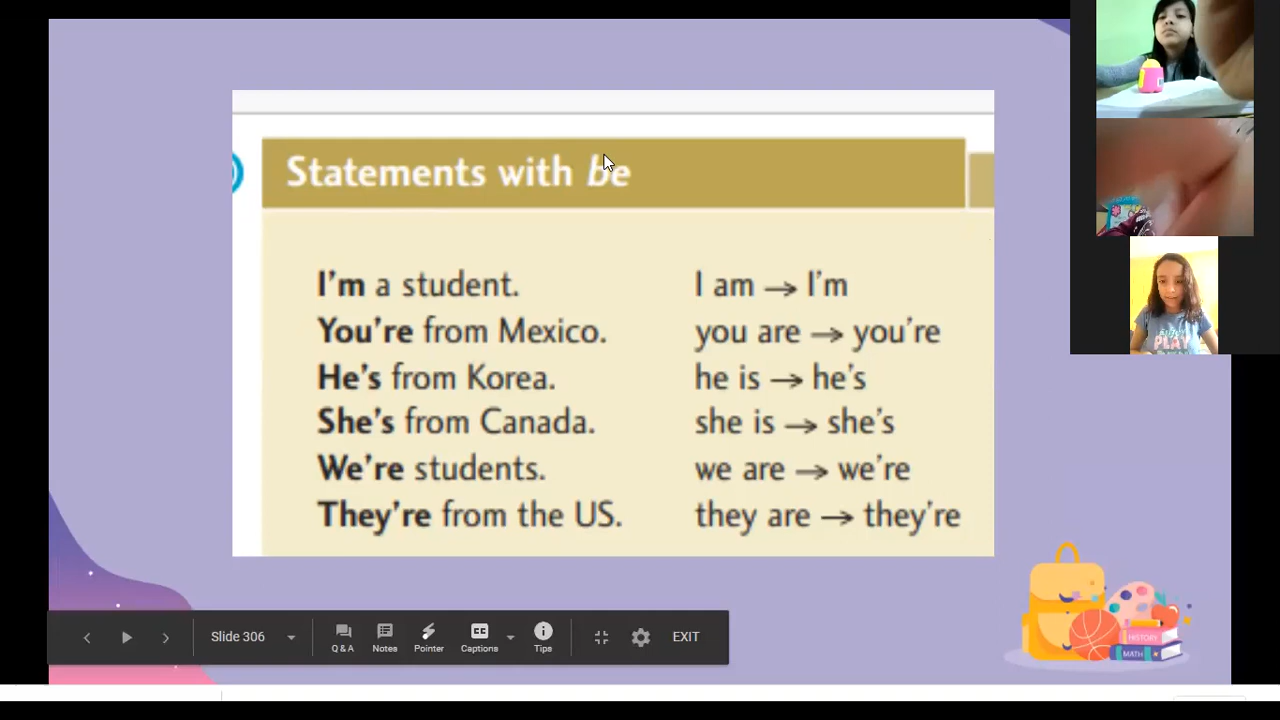 Statements with be
I'm a student. I am → I'm
You're from Mexico. you are → you're
He's from Korea. he is → he's
She's from Canada. she is → she's
We're students. we are → we're
They're from the US. they are → they're
HISTORY
MATH
PLAY
Slide 306
Q & A Notes Pointer CC Captions Tips EXIT